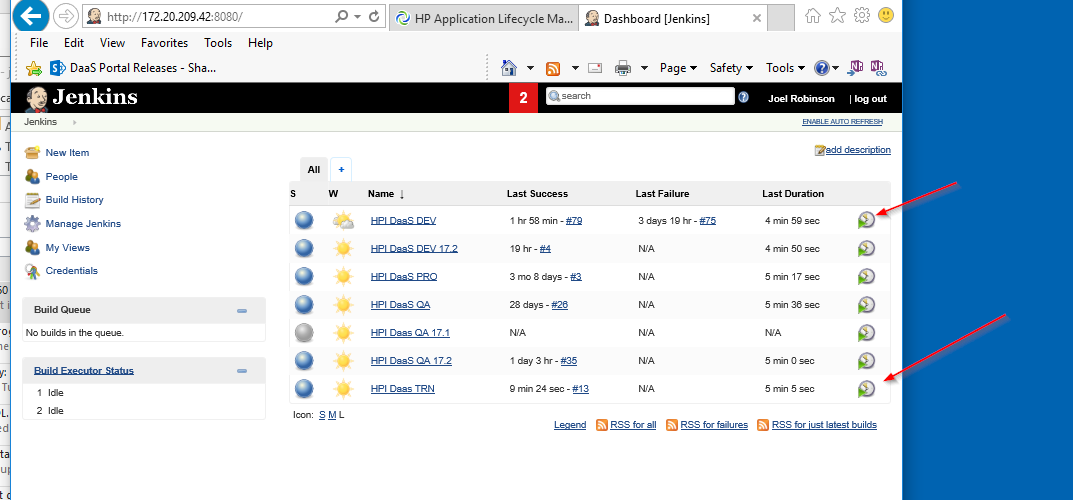 http://172.20.209.42:8080/
HP Application Lifecycle Ma...
Dashboard [Jenkins]
File Edit View Favorites Tools Help
DaaS Portal Releases - Sha...
Page Safety Tools
Jenkins 2 search Joel Robinson | log out
Jenkins ENABLE AUTO REFRESH
New Item
People
Build History
Manage Jenkins
My Views
Credentials
Build Queue
No builds in the queue.
Build Executor Status
1 Idle
2 Idle
add description
All +
S W Name ↓ Last Success Last Failure Last Duration
HPI DaaS DEV 1 hr 58 min - #79 3 days 19 hr - #75 4 min 59 sec
HPI DaaS DEV 17.2 19 hr - #4 N/A 4 min 50 sec
HPI DaaS PRO 3 mo 8 days - #3 N/A 5 min 17 sec
HPI DaaS QA 28 days - #26 N/A 5 min 36 sec
HPI Daas QA 17.1 N/A N/A N/A
HPI DaaS QA 17.2 1 day 3 hr - #35 N/A 5 min 0 sec
HPI Daas TRN 9 min 24 sec - #13 N/A 5 min 5 sec
Icon: S M L
Legend RSS for all RSS for failures RSS for just latest builds